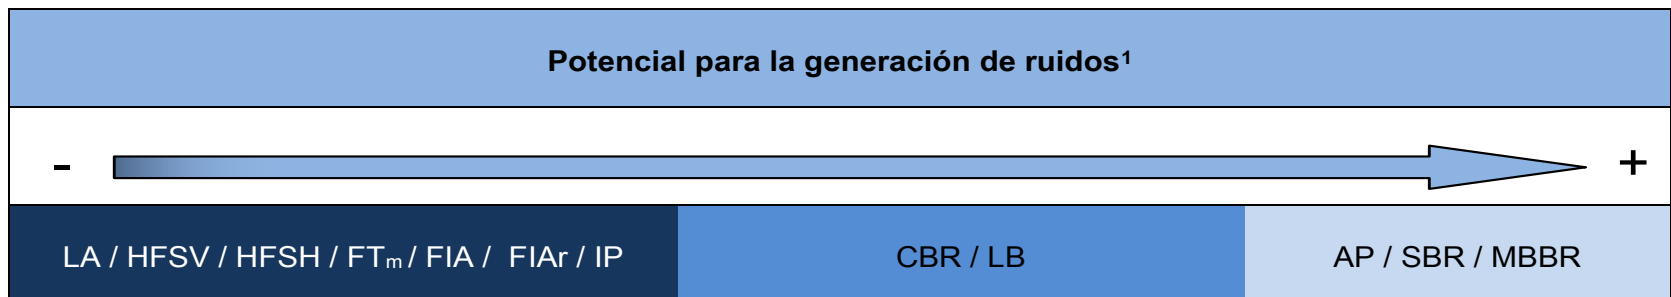 Potencial para la generación de ruidos¹
- +
LA / HFSV / HFSH / FTₘ / FIA / FIAr / IP CBR / LB AP / SBR / MBBR